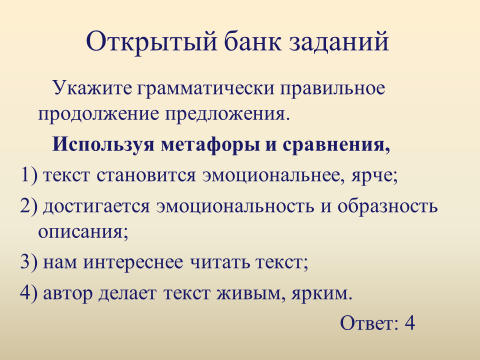 Открытый банк заданий
Укажите грамматически правильное
продолжение предложения.
Используя метафоры и сравнения,
1) текст становится эмоциональнее, ярче;
2) достигается эмоциональность и образность
описания;
3) нам интереснее читать текст;
4) автор делает текст живым, ярким.
Ответ: 4